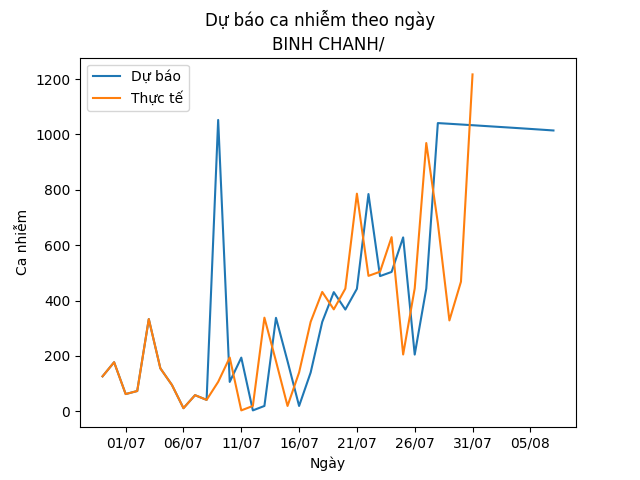 Dự báo ca nhiễm theo ngày
BINH CHANH/
Dự báo
Thực tế
1200
1000
800
600
400
200
0
Ca nhiễm
01/07 06/07 11/07 16/07 21/07 26/07 31/07 05/08
Ngày